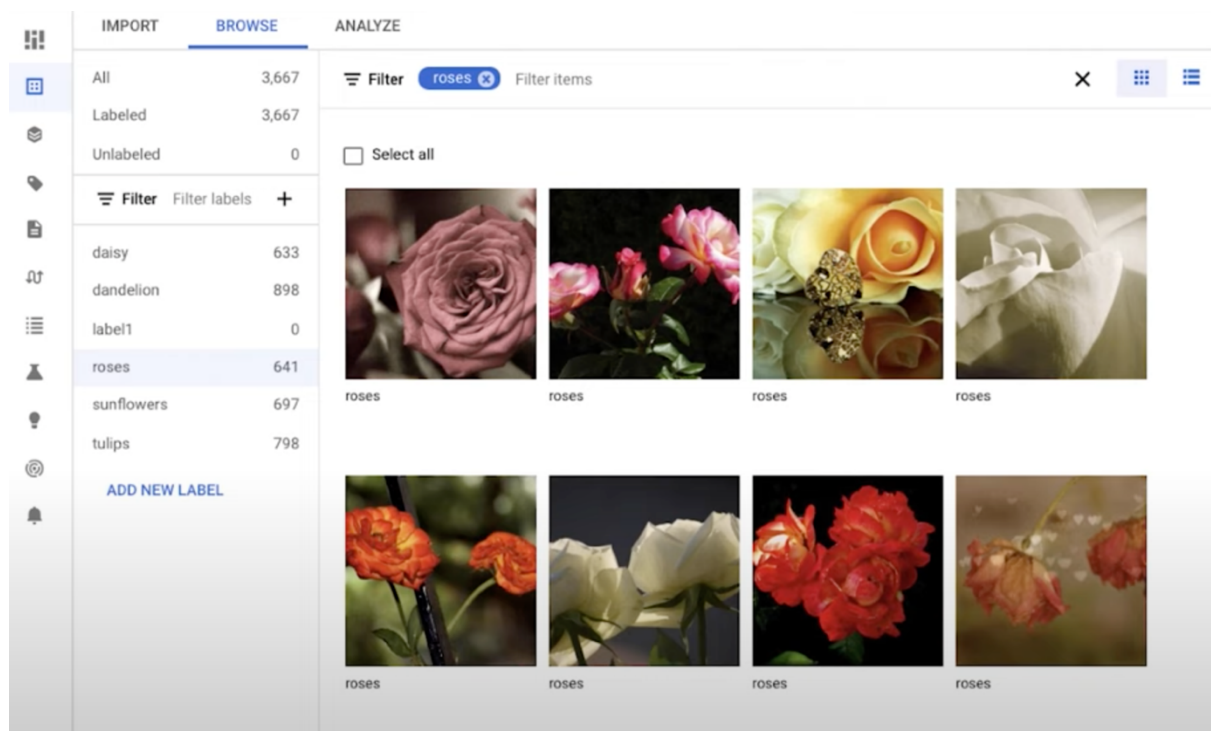 IMPORT BROWSE ANALYZE
All 3,667
Labeled 3,667
Unlabeled 0
Filter Filter labels +
daisy 633
dandelion 898
label1 0
roses 641
sunflowers 697
tulips 798
ADD NEW LABEL
Filter roses Filter items
Select all
roses roses roses roses
roses roses roses roses